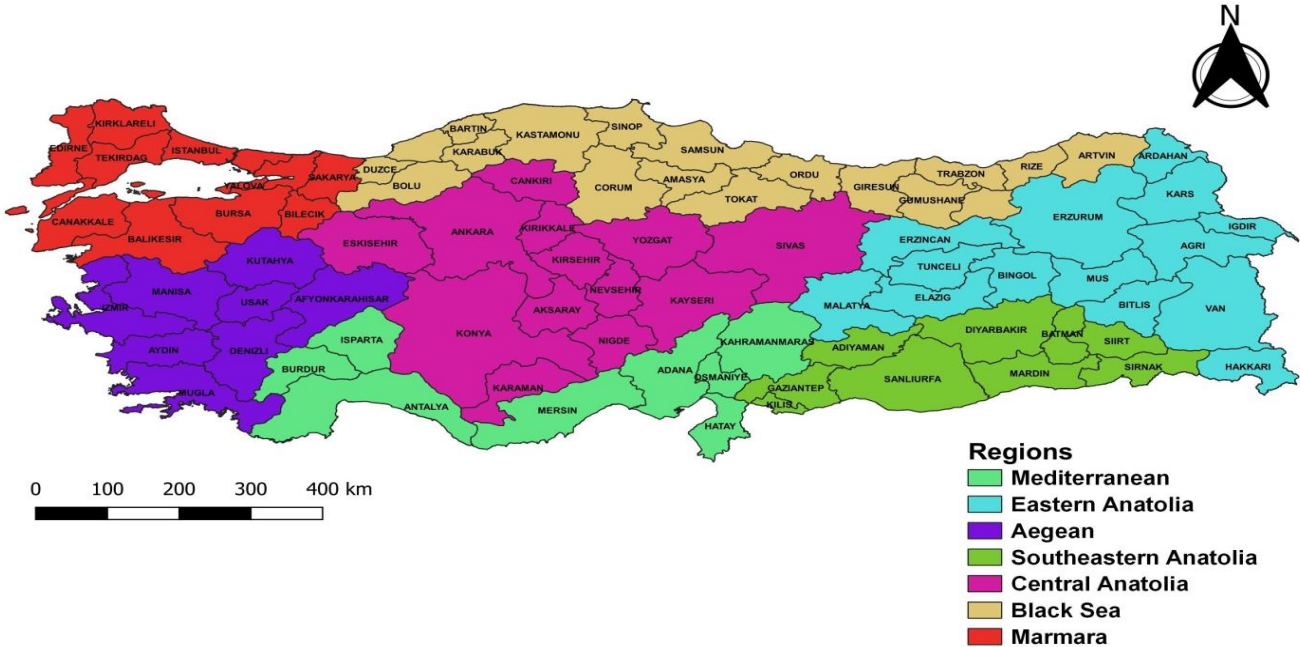 N
KIRKLARELI
EDIRNE
TEKIRDAG
ISTANBUL
YALOVA
SAKARYA
CANAKKALE
BURSA
BILECIK
BALIKESIR
BARTIN
KASTAMONU
SINOP
KARABUK
DUZCE
BOLU
SAMSUN
CORUM
AMASYA
ORDU
TOKAT
GIRESUN
TRABZON
GUMUSHANE
RIZE
ARTVIN
ARDAHAN
KARS
ERZURUM
IGDIR
AGRI
ERZINCAN
TUNCELI
BINGOL
MUS
MALATYA
ELAZIG
BITLIS
VAN
HAKKARI
CANKIRI
ESKISEHIR
ANKARA
KIRIKKALE
YOZGAT
SIVAS
KIRSEHIR
NEVSEHIR
KAYSERI
AKSARAY
KONYA
NIGDE
KARAMAN
KUTAHYA
MANISA
USAK
AFYONKARAHISAR
IZMIR
AYDIN
DENIZLI
MUGLA
ISPARTA
BURDUR
ANTALYA
MERSIN
ADANA
KAHRAMANMARAS
OSMANIYE
HATAY
ADIYAMAN
DIYARBAKIR
BATMAN
SIIRT
GAZIANTEP
SANLIURFA
MARDIN
SIRNAK
KILIS
0 100 200 300 400 km
Regions
Mediterranean
Eastern Anatolia
Aegean
Southeastern Anatolia
Central Anatolia
Black Sea
Marmara